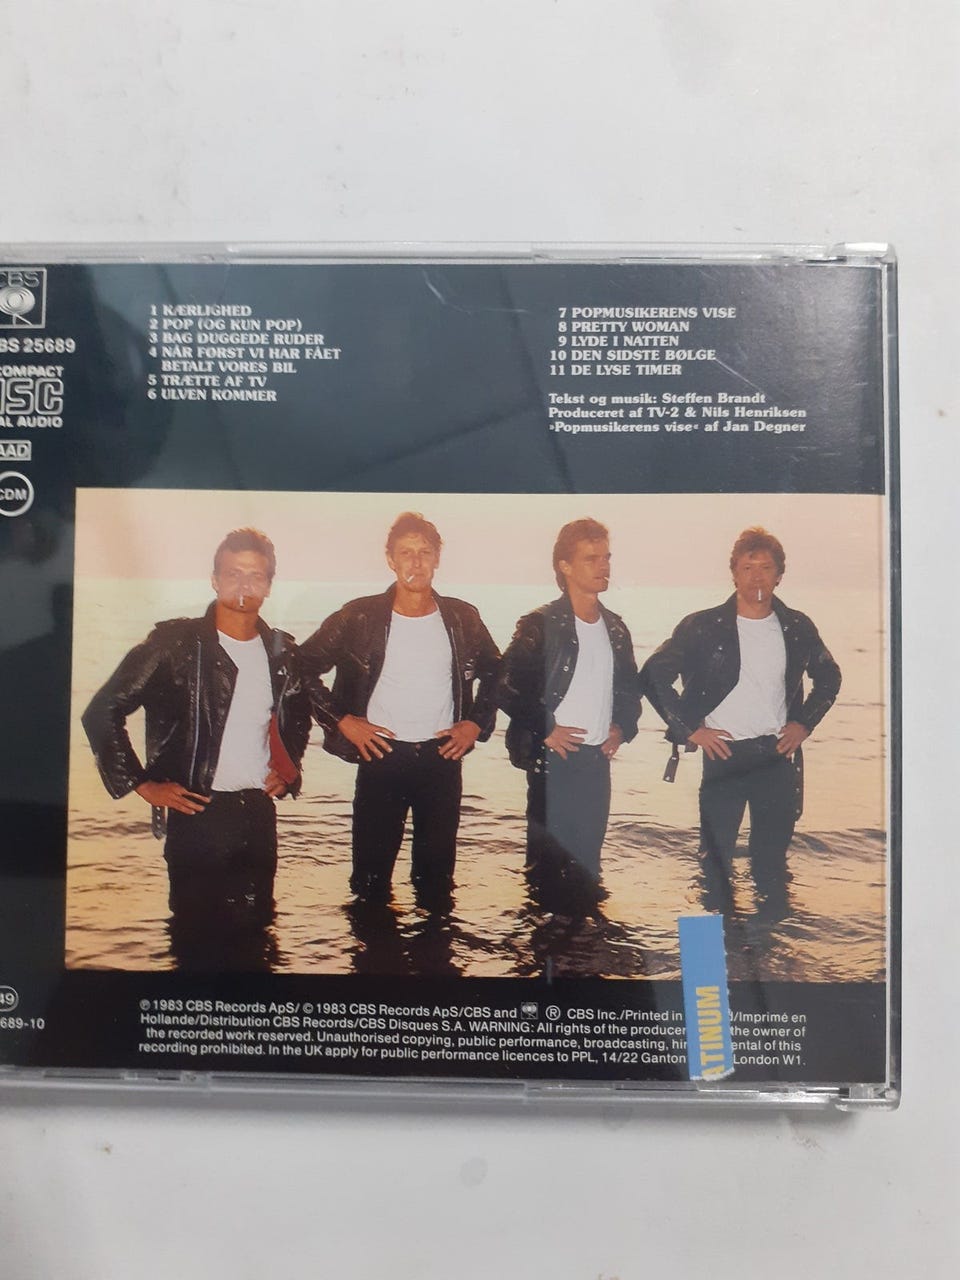 CBS
BS 25689
COMPACT
DISC
AL AUDIO
AAD
CDM
1 KÆRLIGHED
2 POP (OG KUN POP)
3 BAG DUGGEDE RUDER
4 NÅR FØRST VI HAR FÅET
BETALT VORES BIL
5 TRÆTTE AF TV
6 ULVEN KOMMER
7 POPMUSIKERENS VISE
8 PRETTY WOMAN
9 LYDE I NATTEN
10 DEN SIDSTE BØLGE
11 DE LYSE TIMER
Tekst og musik: Steffen Brandt
Produceret af TV-2 & Nils Henriksen
»Popmusikerens vise« af Jan Degner
49
689-10
℗ 1983 CBS Records ApS/ © 1983 CBS Records ApS/CBS and ® CBS Inc./Printed in /Imprimé en
Hollande/Distribution CBS Records/CBS Disques S.A. WARNING: All rights of the producer the owner of
the recorded work reserved. Unauthorised copying, public performance, broadcasting, hir ental of this
recording prohibited. In the UK apply for public performance licences to PPL, 14/22 Ganton London W1.
ATINUM